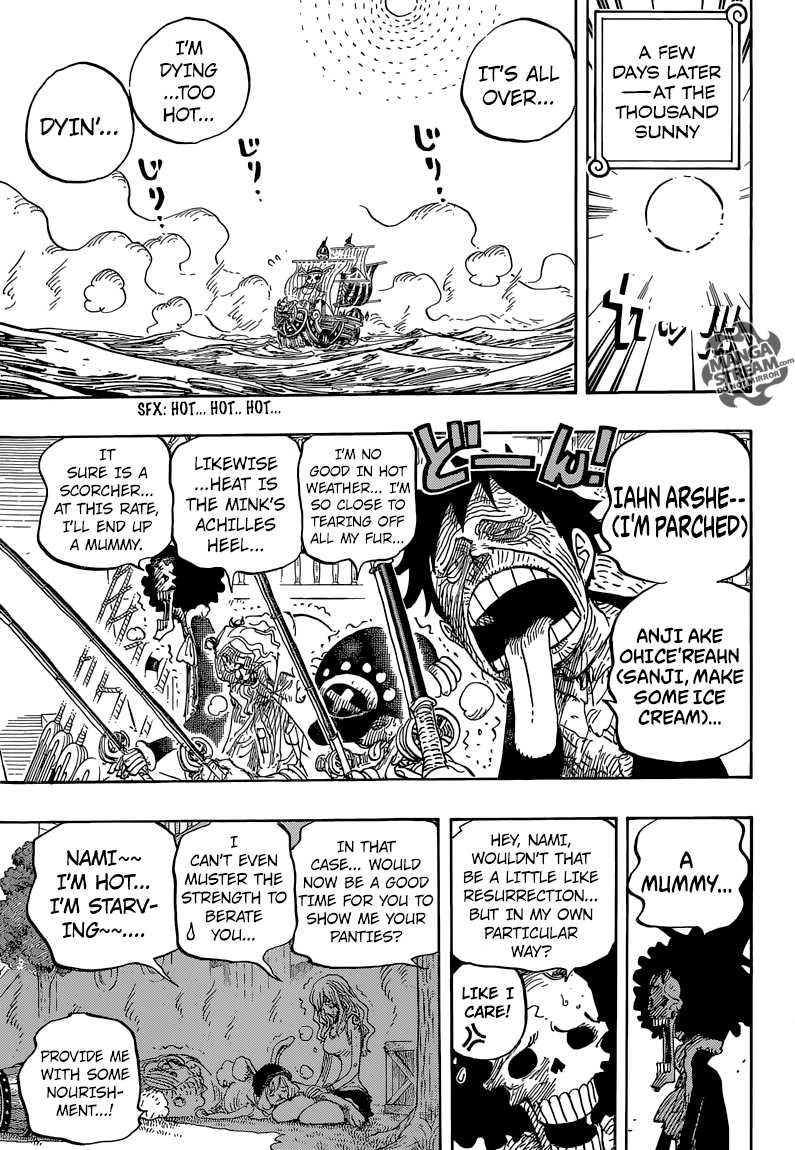 A FEW
DAYS LATER
—AT THE
THOUSAND
SUNNY
カッ
!!!
MANGA
STREAM.COM
DO NOT MIRROR
IT'S ALL
OVER...
I'M
DYING
...TOO
HOT...
DYIN'...
じり..
じり..
じり..
SFX: HOT... HOT.. HOT...
どーん!
IAHN ARSHE--
(I'M PARCHED)
ANJI AKE
OHICE'REAHN
(SANJI, MAKE
SOME ICE
CREAM)...
I'M NO
GOOD IN HOT
WEATHER... I'M
SO CLOSE TO
TEARING OFF
ALL MY FUR...
LIKEWISE
...HEAT IS
THE MINK'S
ACHILLES
HEEL...
IT
SURE IS A
SCORCHER...
AT THIS RATE,
I'LL END UP
A MUMMY.
A
MUMMY...
HEY, NAMI,
WOULDN'T THAT
BE A LITTLE LIKE
RESURRECTION...
BUT IN MY OWN
PARTICULAR
WAY?
LIKE I
CARE!
IN THAT
CASE... WOULD
NOW BE A GOOD
TIME FOR YOU TO
SHOW ME YOUR
PANTIES?
I
CAN'T EVEN
MUSTER THE
STRENGTH TO
BERATE
YOU...
NAMI~~
I'M HOT...
I'M STARV-
ING~~....
PROVIDE ME
WITH SOME
NOURISH-
MENT...!